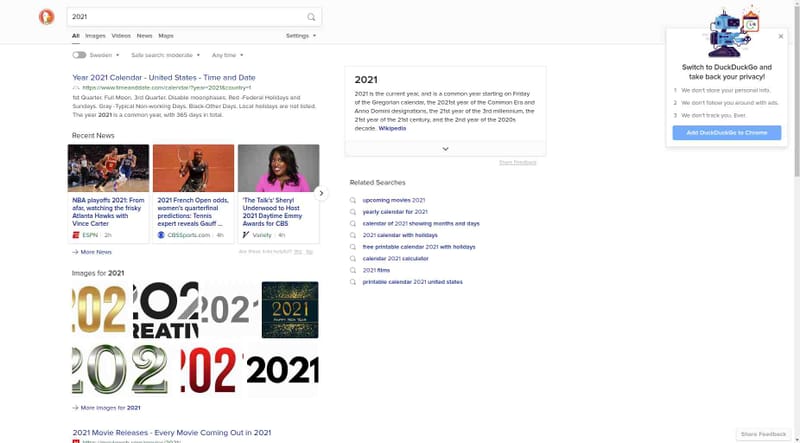 2021
All Images Videos News Maps Settings
Sweden Safe search: moderate Any time
Year 2021 Calendar - United States - Time and Date
https://www.timeanddate.com/calendar/?year=2021&country=1
1st Quarter. Full Moon. 3rd Quarter. Disable moonphases. Red -Federal Holidays and
Sundays. Gray -Typical Non-working Days. Black-Other Days. Local holidays are not listed.
The year 2021 is a common year, with 365 days in total.
Recent News
NBA playoffs 2021: From
afar, watching the frisky
Atlanta Hawks with
Vince Carter
ESPN 2h
2021 French Open odds,
women's quarterfinal
predictions: Tennis
expert reveals Gauff ...
CBSSports.com 4h
'The Talk's' Sheryl
Underwood to Host
2021 Daytime Emmy
Awards for CBS
Variety 4h
More News
Are these links helpful? Yes No
Images for 2021
202
202
CREATIV
202
2021
HAPPY NEW YEAR
202
202
2021
More Images for 2021
2021 Movie Releases - Every Movie Coming Out in 2021
2021
2021 is the current year, and is a common year starting on Friday
of the Gregorian calendar, the 2021st year of the Common Era and
Anno Domini designations, the 21st year of the 3rd millennium, the
21st year of the 21st century, and the 2nd year of the 2020s
decade. Wikipedia
Share Feedback
Related Searches
upcoming movies 2021
yearly calendar for 2021
calendar of 2021 showing months and days
2021 calendar with holidays
free printable calendar 2021 with holidays
calendar 2021 calculator
2021 films
printable calendar 2021 united states
Switch to DuckDuckGo and
take back your privacy!
1 We don't store your personal info.
2 We don't follow you around with ads.
3 We don't track you. Ever.
Add DuckDuckGo to Chrome
Share Feedback